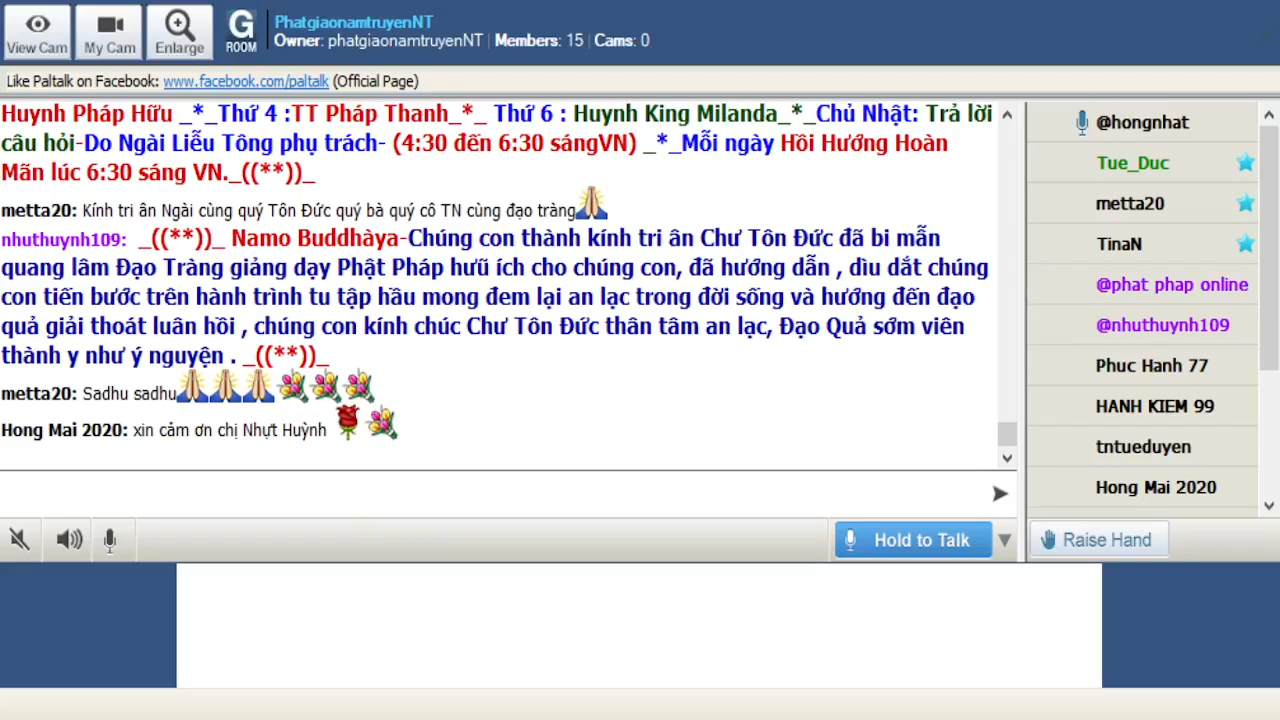 View Cam
My Cam
Enlarge
G
ROOM
PhatgiaonamtruyenNT
Owner: phatgiaonamtruyenNT | Members: 15 | Cams: 0
Like Paltalk on Facebook: www.facebook.com/paltalk (Official Page)
Huynh Pháp Hữu _*_Thứ 4 :TT Pháp Thanh_*_ Thứ 6 : Huynh King Milanda_*_Chủ Nhật: Trả lời
câu hỏi-Do Ngài Liễu Tông phụ trách- (4:30 đến 6:30 sángVN) _*_Mỗi ngày Hồi Hướng Hoàn
Mãn lúc 6:30 sáng VN._((**))_
metta20: Kính tri ân Ngài cùng quý Tôn Đức quý bà quý cô TN cùng đạo tràng
nhuthuynh109: _((**))_ Namo Buddhàya-Chúng con thành kính tri ân Chư Tôn Đức đã bi mẫn
quang lâm Đạo Tràng giảng dạy Phật Pháp hưũ ích cho chúng con, đã hướng dẫn , dìu dắt chúng
con tiến bước trên hành trình tu tập hầu mong đem lại an lạc trong đời sống và hướng đến đạo
quả giải thoát luân hồi , chúng con kính chúc Chư Tôn Đức thân tâm an lạc, Đạo Quả sớm viên
thành y như ý nguyện . _((**))_
metta20: Sadhu sadhu
Hong Mai 2020: xin cảm ơn chị Nhựt Huỳnh
@hongnhat
Tue_Duc
metta20
TinaN
@phat phap online
@nhuthuynh109
Phuc Hanh 77
HANH KIEM 99
tntueduyen
Hong Mai 2020
Hold to Talk
Raise Hand